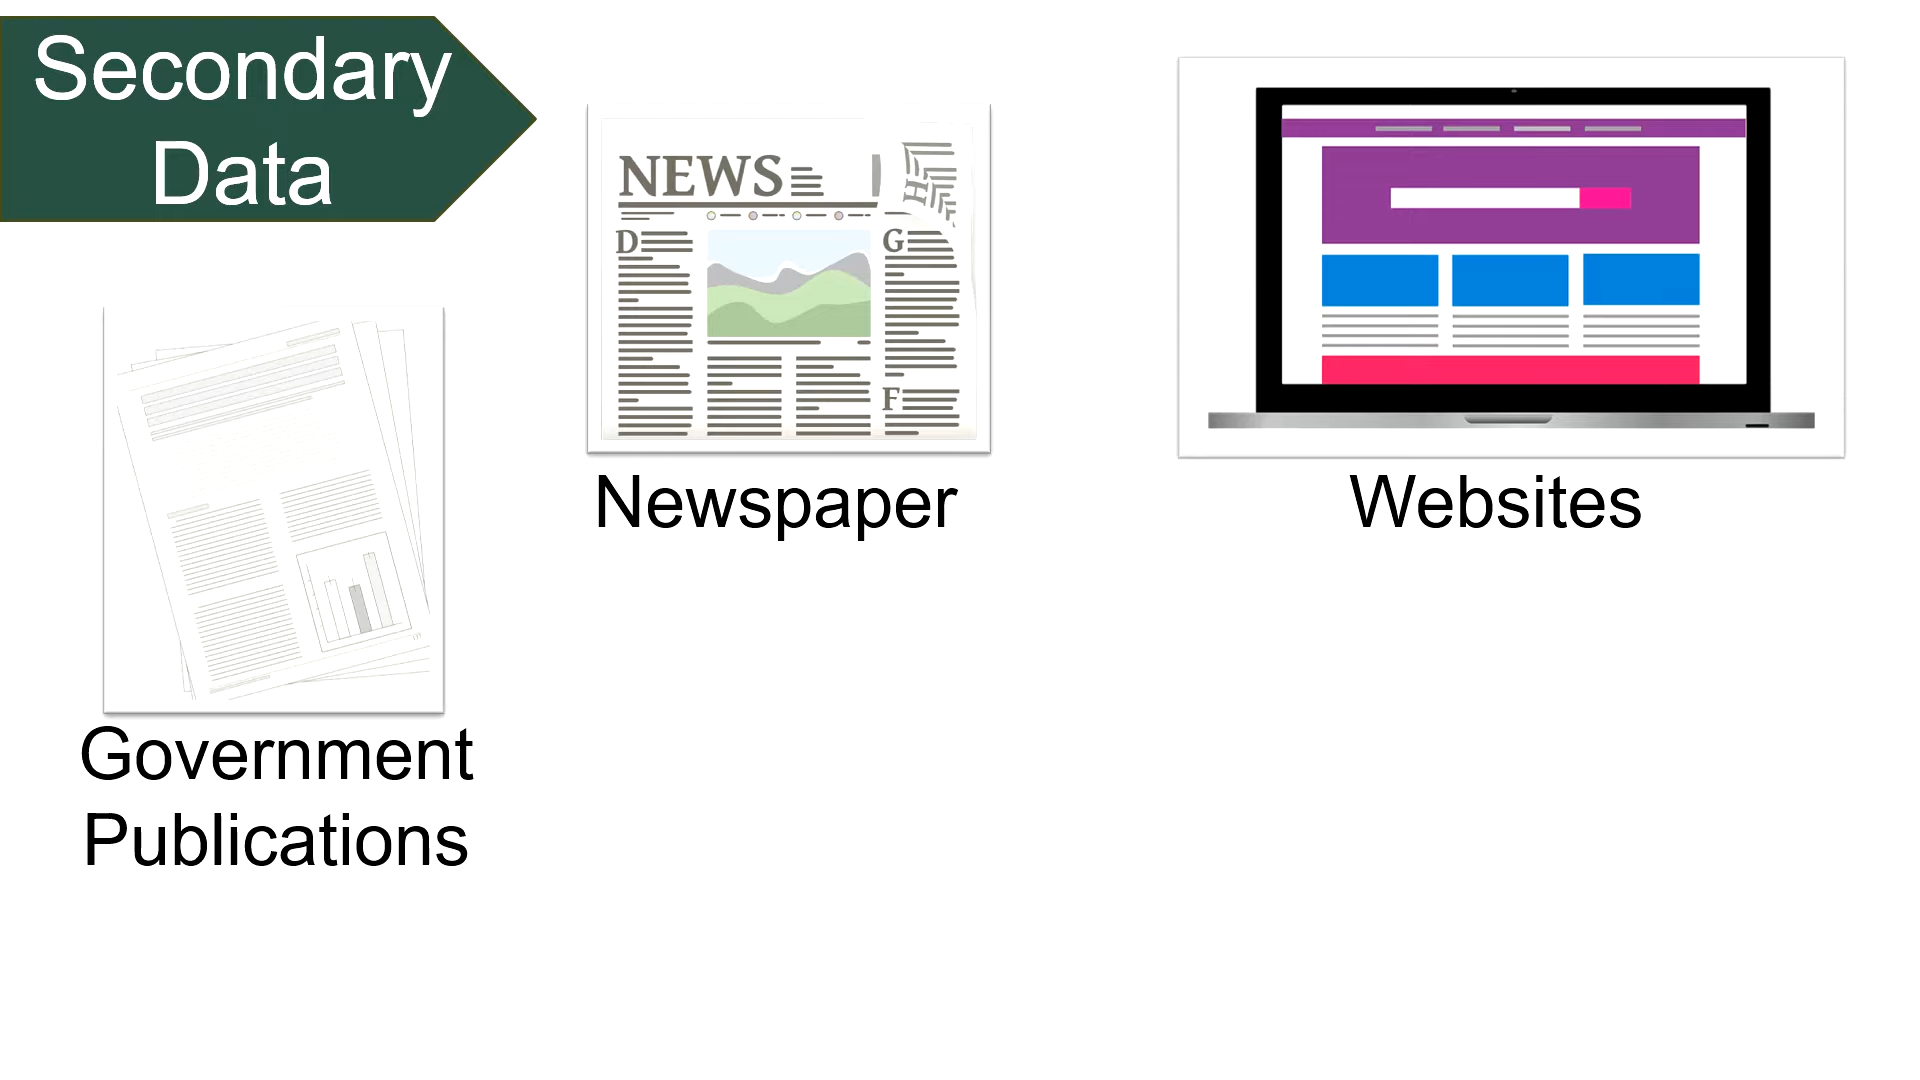 Secondary
Data
NEWS
H
D
G
F
Newspaper
Websites
Government
Publications